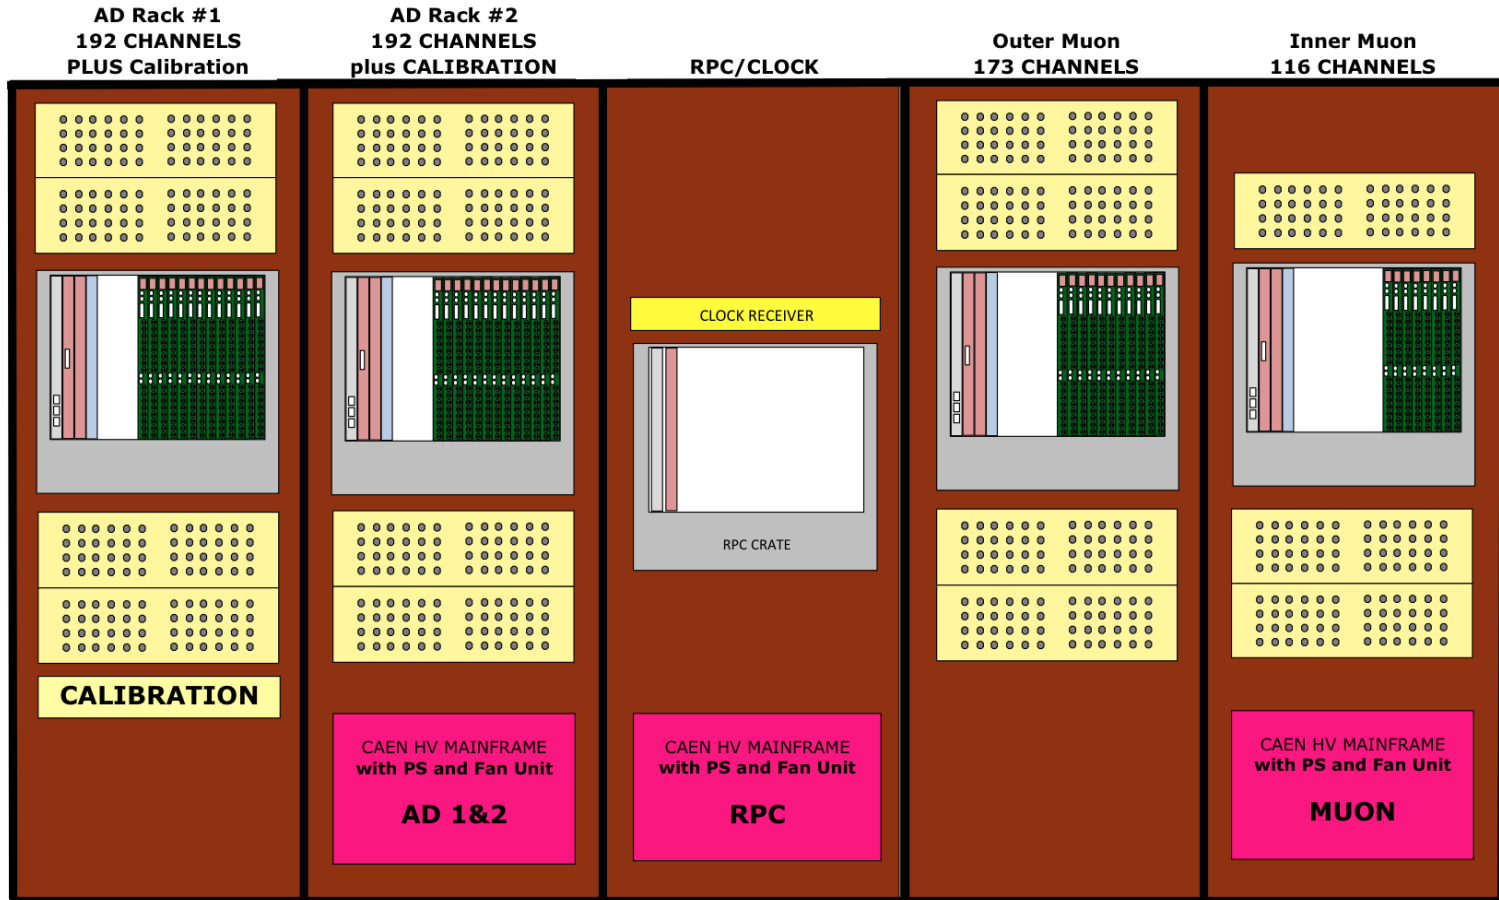 AD Rack #1
192 CHANNELS
PLUS Calibration
AD Rack #2
192 CHANNELS
plus CALIBRATION
RPC/CLOCK
Outer Muon
173 CHANNELS
Inner Muon
116 CHANNELS
CLOCK RECEIVER
RPC CRATE
CALIBRATION
CAEN HV MAINFRAME
with PS and Fan Unit
AD 1&2
CAEN HV MAINFRAME
with PS and Fan Unit
RPC
CAEN HV MAINFRAME
with PS and Fan Unit
MUON